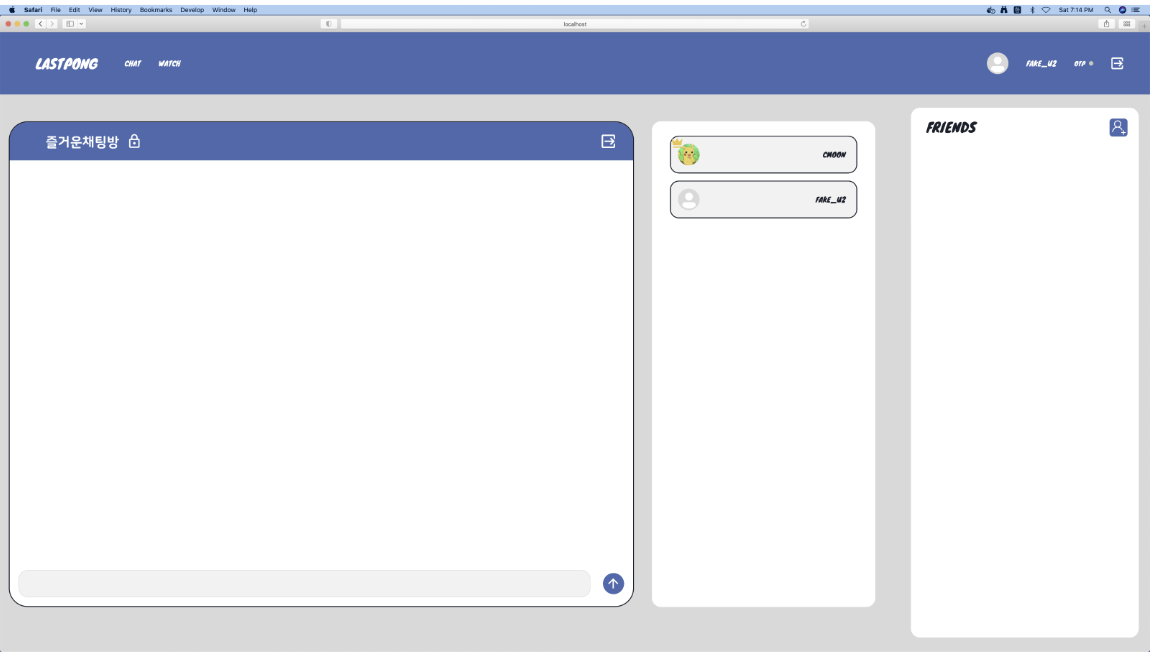 Safari File Edit View History Bookmarks Develop Window Help
Sat 7:14 PM
localhost
LASTPONG CHAT WATCH
FAKE_U2 OTP
즐거운채팅방
CMOON
FAKE_U2
FRIENDS